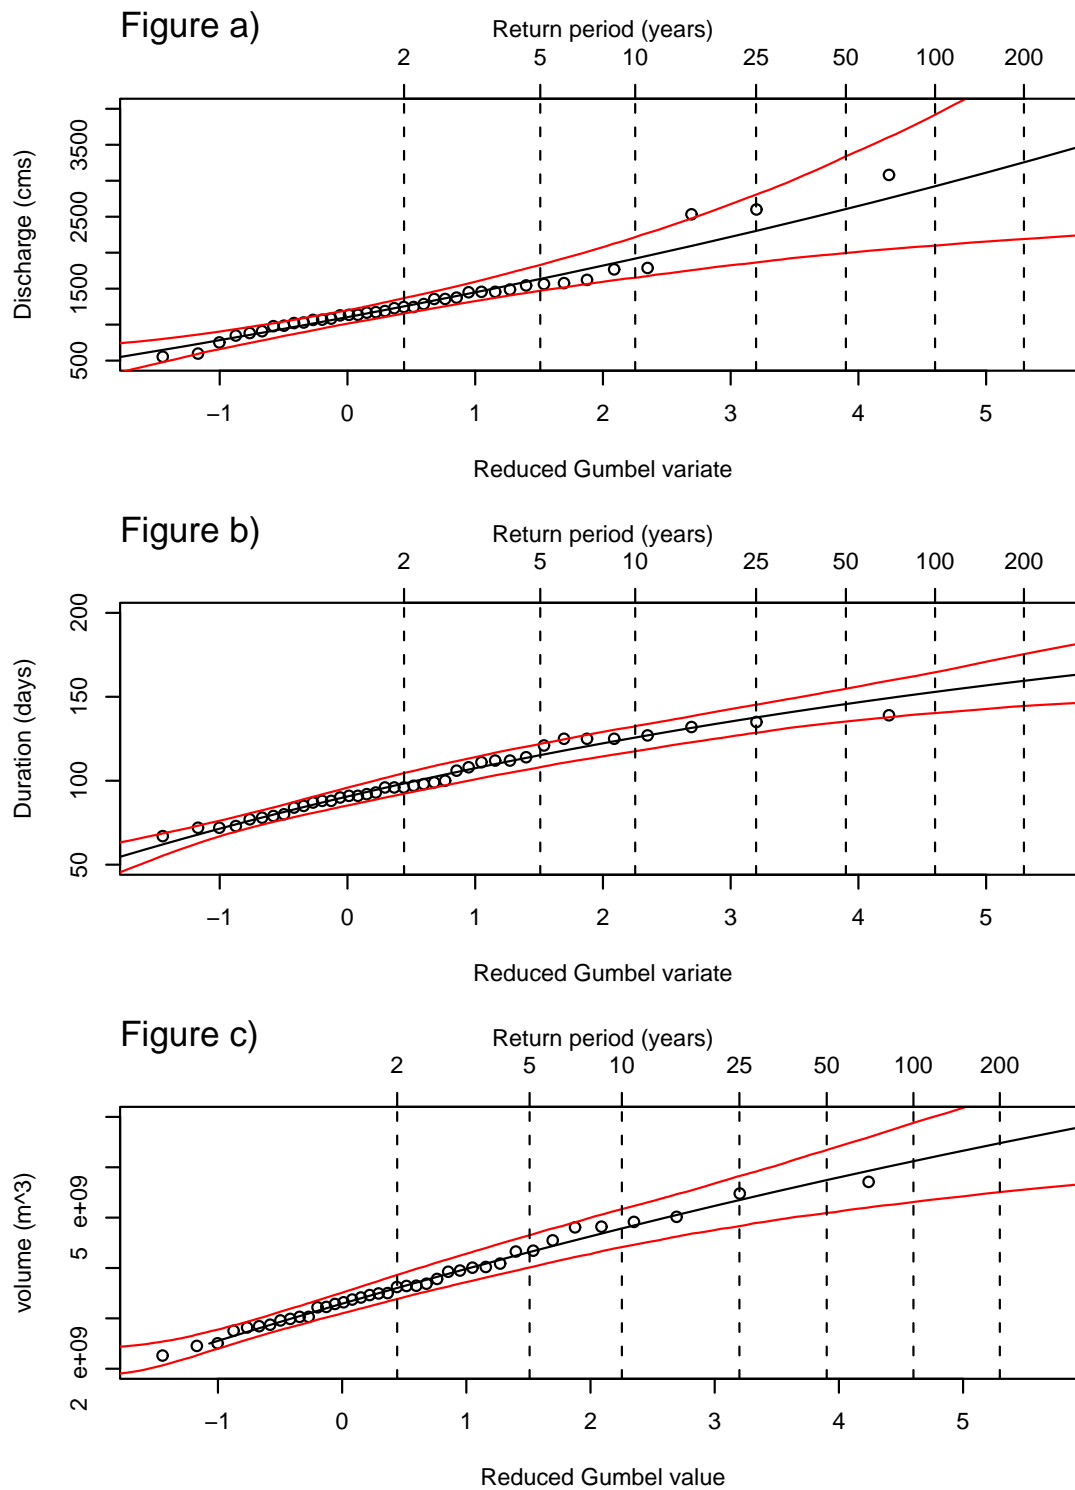 Figure a)
Return period (years)
2 5 10 25 50 100 200
Discharge (cms)
500 1500 2500 3500
−1 0 1 2 3 4 5
Reduced Gumbel variate
Figure b)
Return period (years)
2 5 10 25 50 100 200
Duration (days)
50 100 150 200
−1 0 1 2 3 4 5
Reduced Gumbel variate
Figure c)
Return period (years)
2 5 10 25 50 100 200
volume (m^3)
2 e+09 5 e+09
−1 0 1 2 3 4 5
Reduced Gumbel value